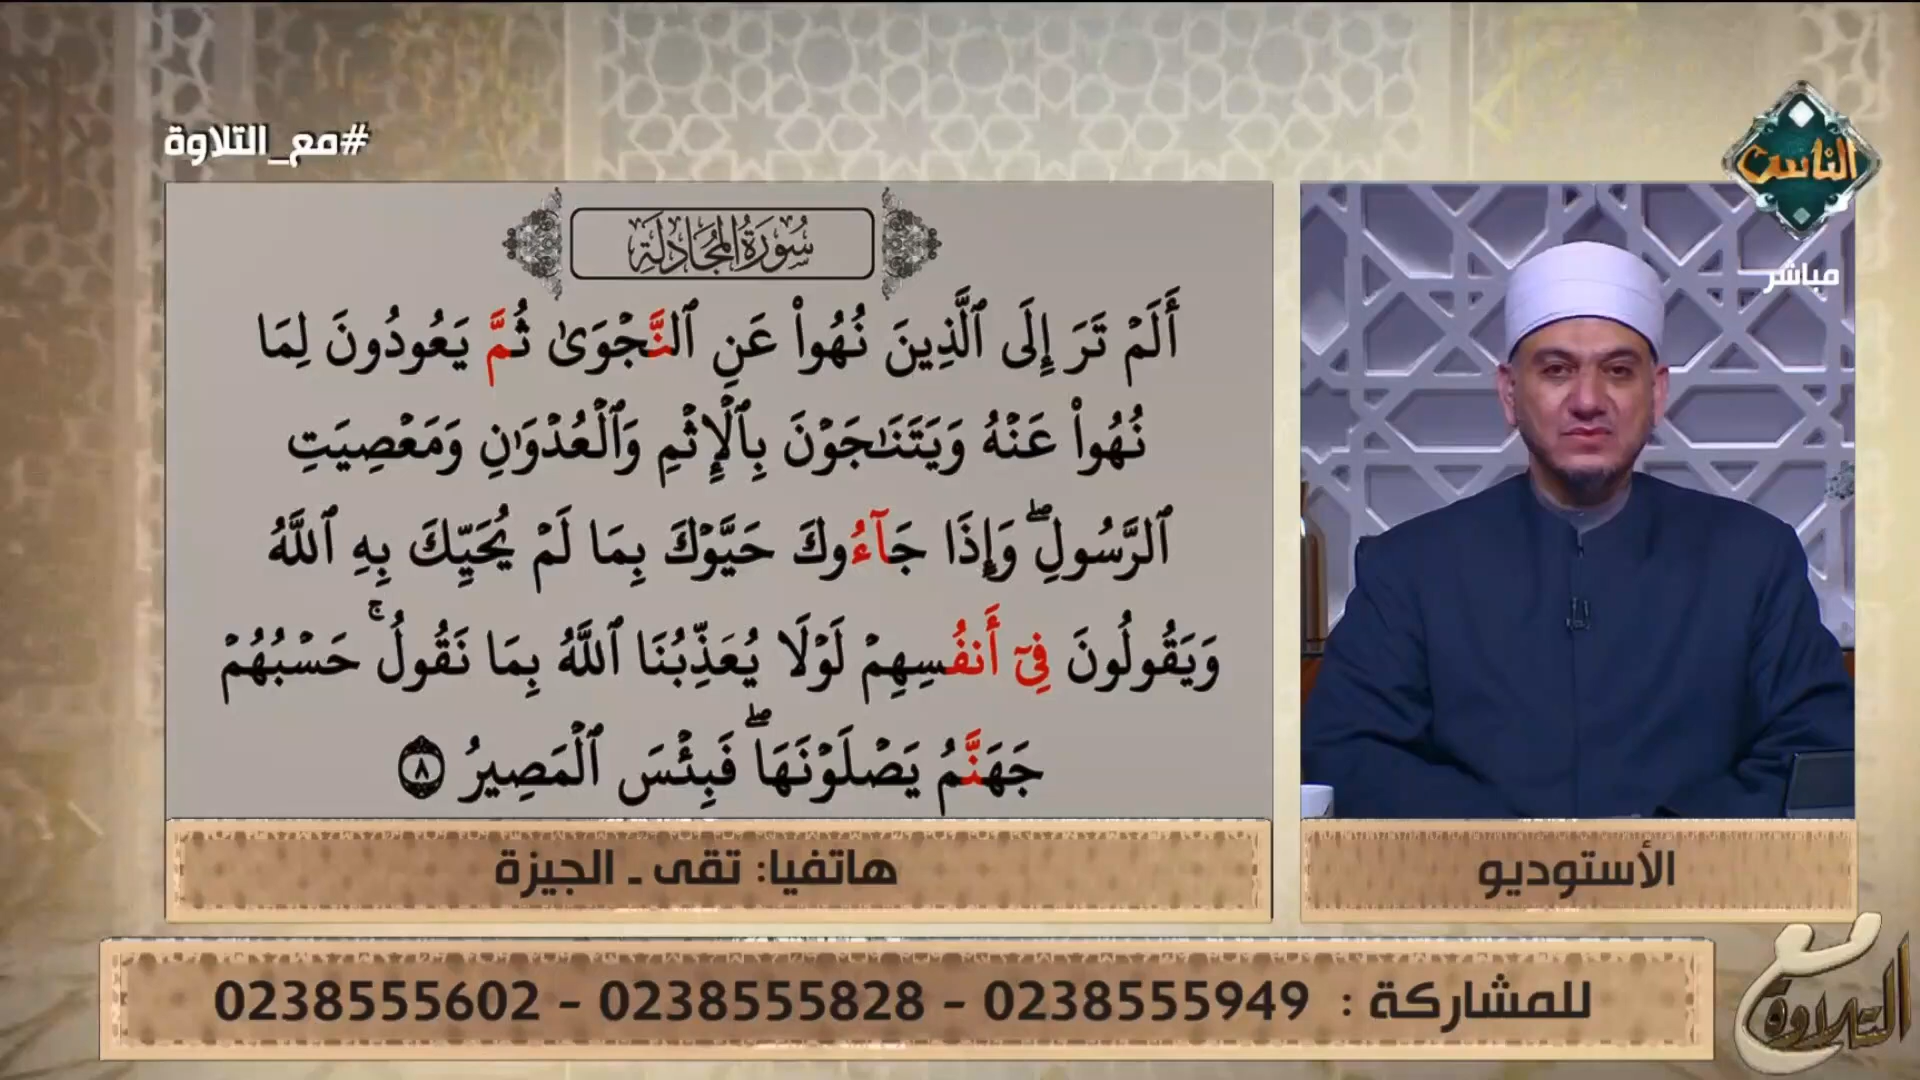 #مع_التلاوة
الناس
مباشر
سُورَةُ المُجَادلَةِ
أَلَمۡ تَرَ إِلَى ٱلَّذِينَ نُهُواْ عَنِ ٱلنَّجۡوَىٰ ثُمَّ يَعُودُونَ لِمَا
نُهُواْ عَنۡهُ وَيَتَنَٰجَوۡنَ بِٱلۡإِثۡمِ وَٱلۡعُدۡوَٰنِ وَمَعۡصِيَتِ
ٱلرَّسُولِۖ وَإِذَا جَآءُوكَ حَيَّوۡكَ بِمَا لَمۡ يُحَيِّكَ بِهِ ٱللَّهُ
وَيَقُولُونَ فِيٓ أَنفُسِهِمۡ لَوۡلَا يُعَذِّبُنَا ٱللَّهُ بِمَا نَقُولُۚ حَسۡبُهُمۡ
جَهَنَّمُ يَصۡلَوۡنَهَاۖ فَبِئۡسَ ٱلۡمَصِيرُ ٨
هاتفيا: تقى - الجيزة
الأستوديو
للمشاركة : 0238555949 - 0238555828 - 0238555602
مع التلاوة